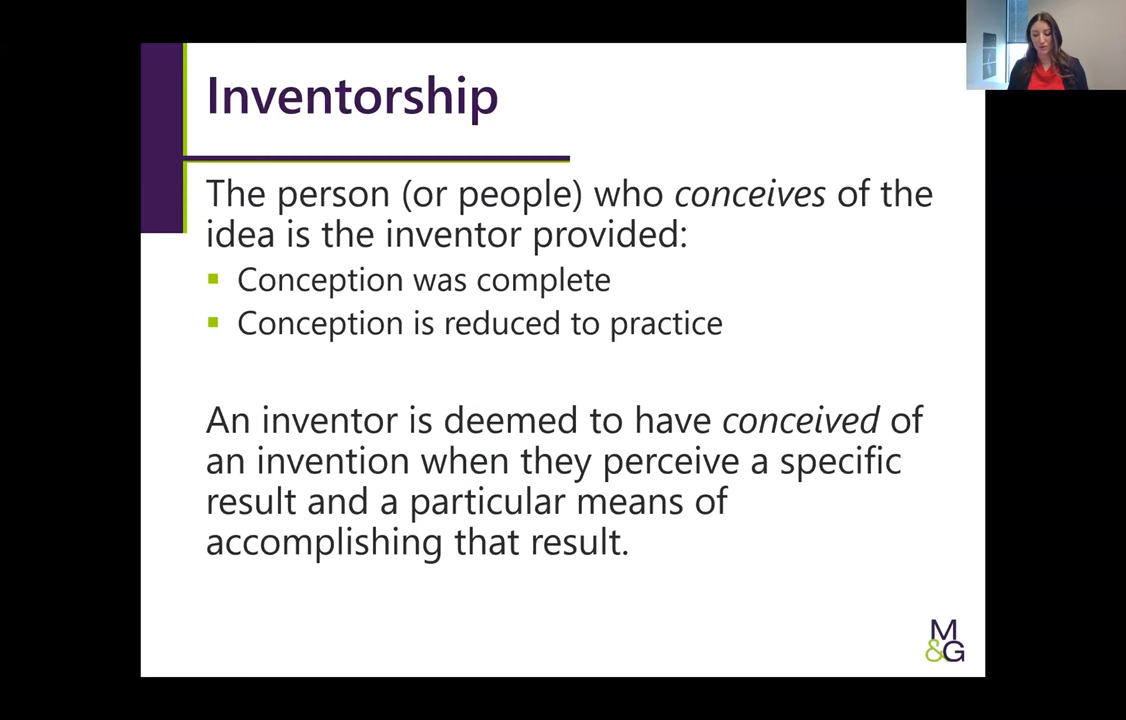 Inventorship
The person (or people) who conceives of the
idea is the inventor provided:
Conception was complete
Conception is reduced to practice
An inventor is deemed to have conceived of
an invention when they perceive a specific
result and a particular means of
accomplishing that result.
M
&G